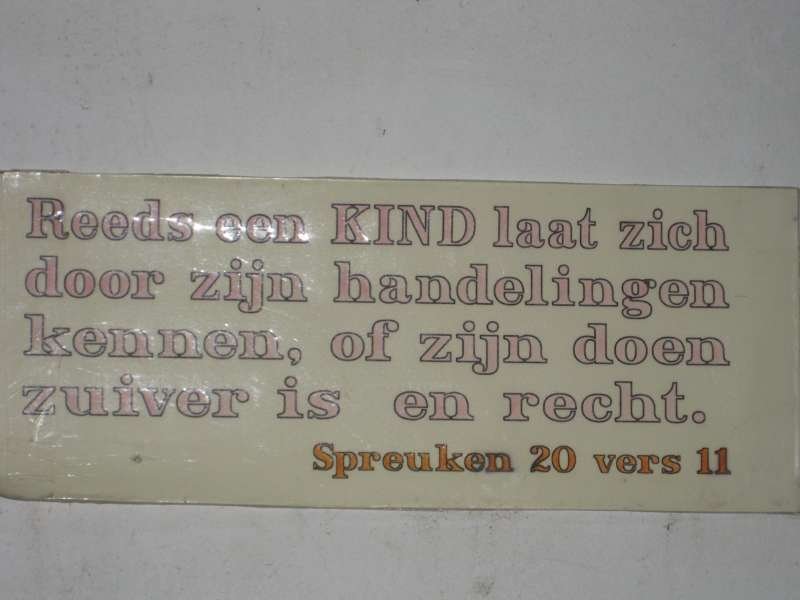 Reeds een KIND laat zich
door zijn handelingen
kennen, of zijn doen
zuiver is en recht.
Spreuken 20 vers 11